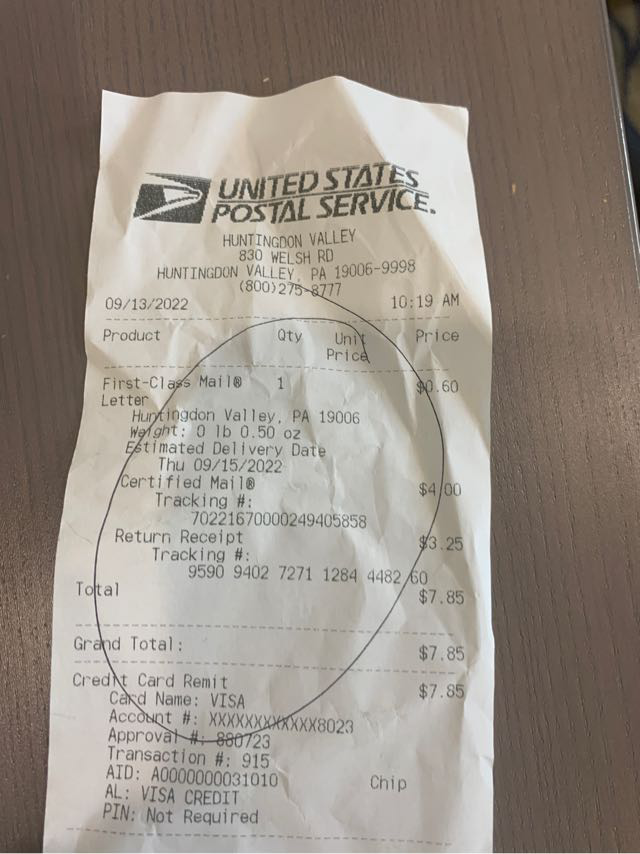 UNITED STATES
POSTAL SERVICE.
HUNTINGDON VALLEY
830 WELSH RD
HUNTINGDON VALLEY, PA 19006-9998
(800)275-8777
09/13/2022 10:19 AM
Product Qty Unit Price
Price
First-Class Mail® 1 $0.60
Letter
Huntingdon Valley, PA 19006
Weight: 0 lb 0.50 oz
Estimated Delivery Date
Thu 09/15/2022
Certified Mail® $4.00
Tracking #:
70221670000249405858
Return Receipt $3.25
Tracking #:
9590 9402 7271 1284 4482 60
Total $7.85
Grand Total: $7.85
Credit Card Remit $7.85
Card Name: VISA
Account #: XXXXXXXXXXXX8023
Approval #: 880723
Transaction #: 915
AID: A0000000031010 Chip
AL: VISA CREDIT
PIN: Not Required